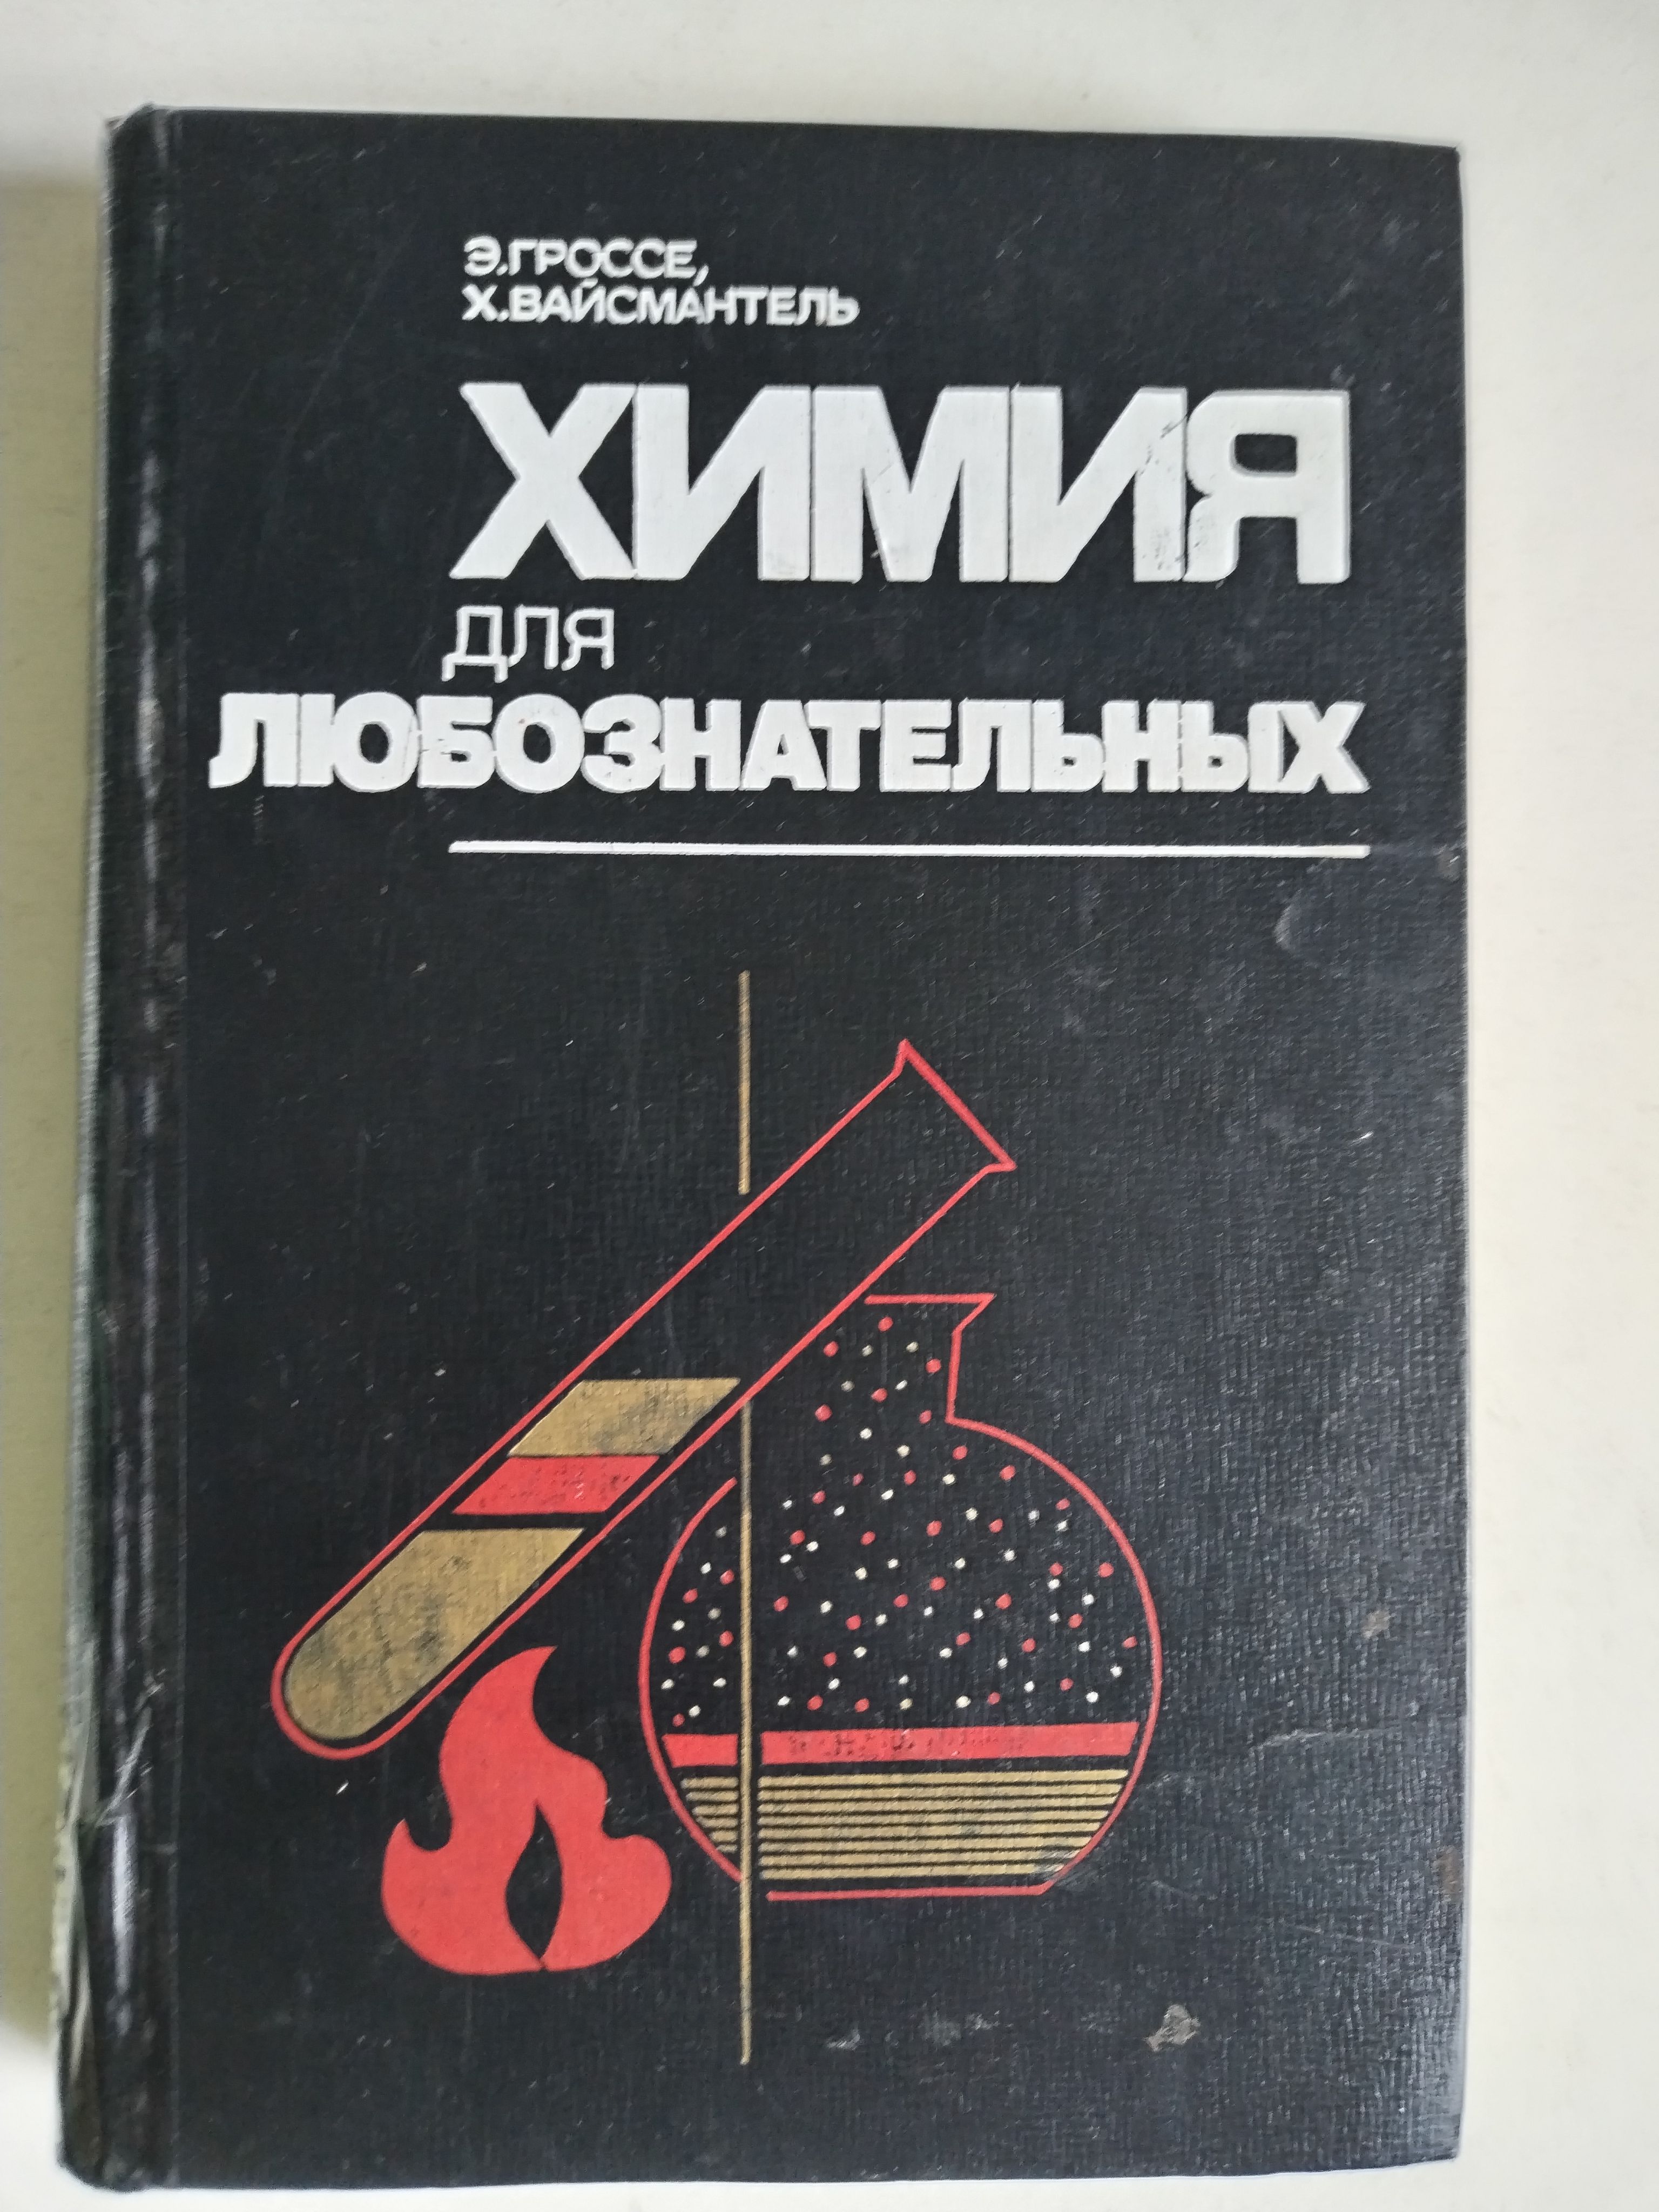 Э.ГРОССЕ,
Х.ВАЙСМАНТЕЛЬ
ХИМИЯ
ДЛЯ
ЛЮБОЗНАТЕЛЬНЫХ